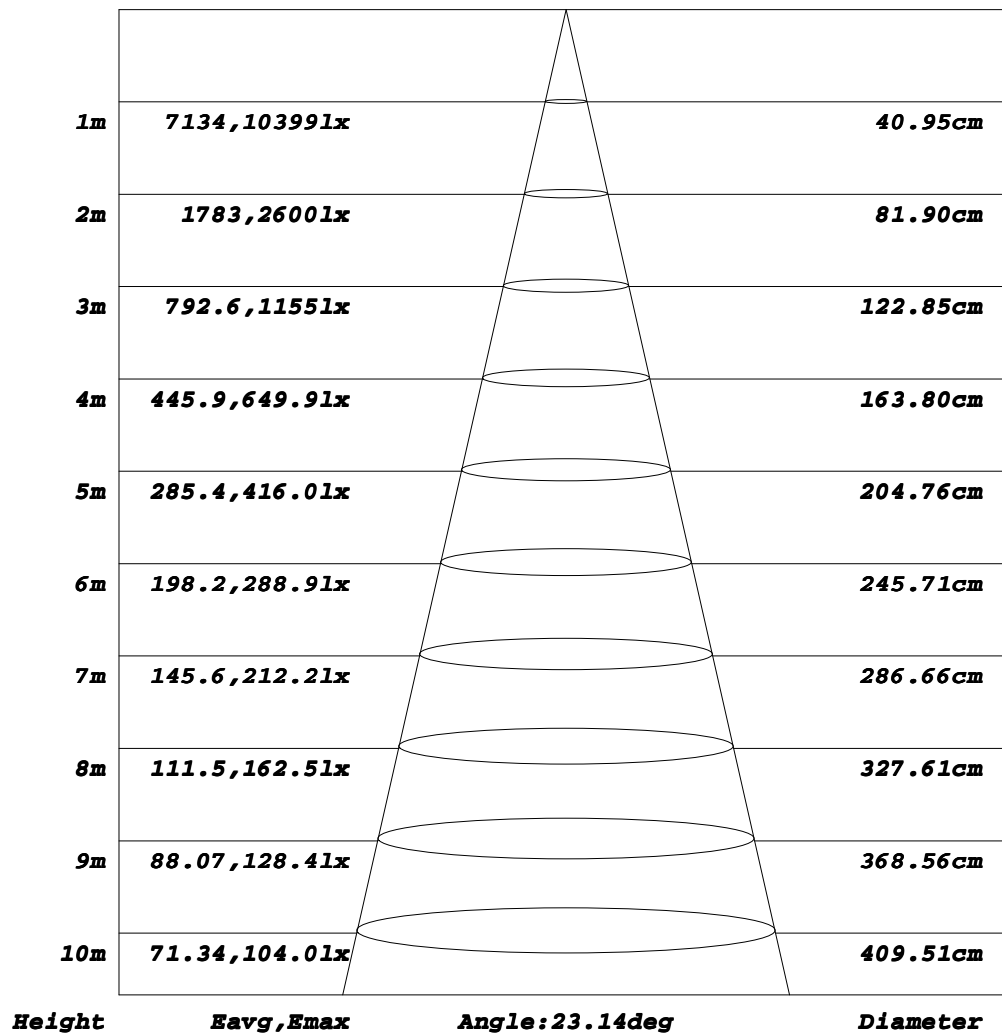 1m 7134,10399lx 40.95cm
2m 1783,2600lx 81.90cm
3m 792.6,1155lx 122.85cm
4m 445.9,649.9lx 163.80cm
5m 285.4,416.0lx 204.76cm
6m 198.2,288.9lx 245.71cm
7m 145.6,212.2lx 286.66cm
8m 111.5,162.5lx 327.61cm
9m 88.07,128.4lx 368.56cm
10m 71.34,104.0lx 409.51cm
Height Eavg,Emax Angle:23.14deg Diameter